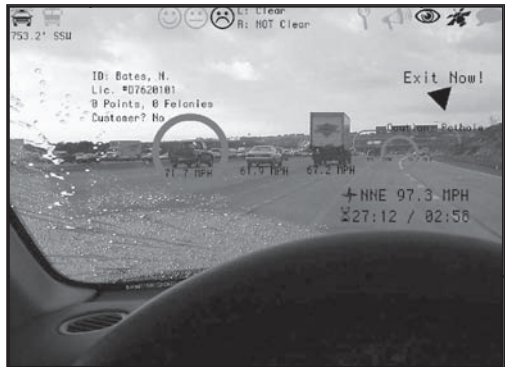 L: Clear
R: NOT Clear
753.2' SSW
ID: Bates, N.
Lic. #D7620101
0 Points, 0 Felonies
Customer? No
Exit Now!
Caution: Pothole
71.7 MPH
61.9 MPH
67.2 MPH
NNE 97.3 MPH
27:12 / 02:58